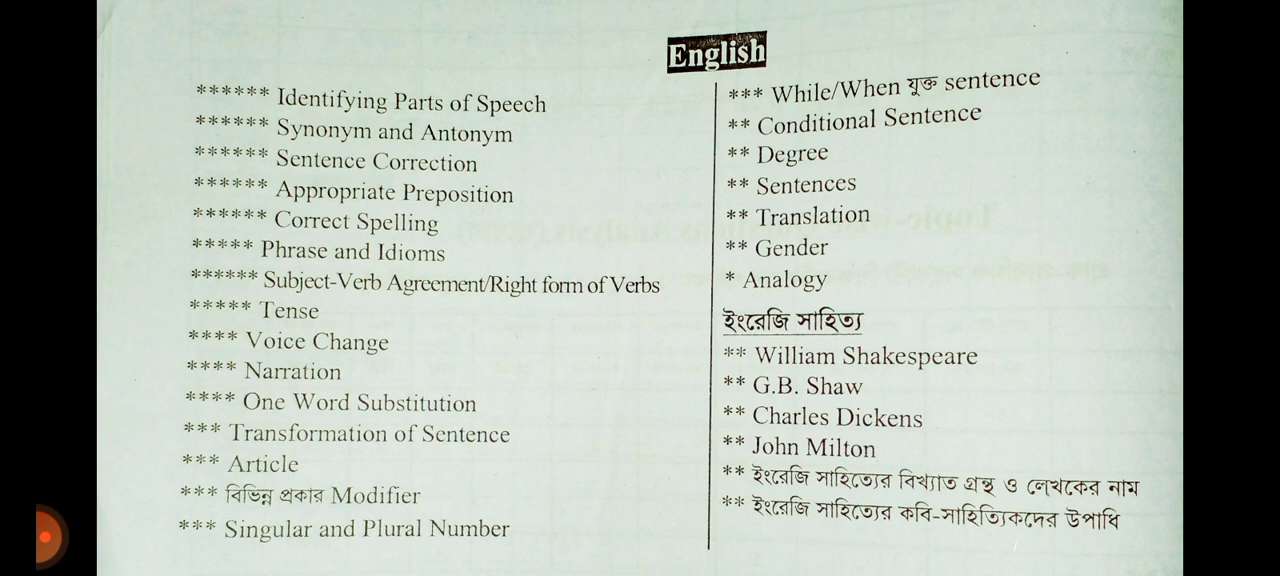 English
****** Identifying Parts of Speech
****** Synonym and Antonym
****** Sentence Correction
****** Appropriate Preposition
****** Correct Spelling
***** Phrase and Idioms
****** Subject-Verb Agreement/Right form of Verbs
***** Tense
**** Voice Change
**** Narration
**** One Word Substitution
*** Transformation of Sentence
*** Article
*** বিভিন্ন প্রকার Modifier
*** Singular and Plural Number
*** While/When যুক্ত sentence
** Conditional Sentence
** Degree
** Sentences
** Translation
** Gender
* Analogy
ইংরেজি সাহিত্য
** William Shakespeare
** G.B. Shaw
** Charles Dickens
** John Milton
** ইংরেজি সাহিত্যের বিখ্যাত গ্রন্থ ও লেখকের নাম
** ইংরেজি সাহিত্যের কবি-সাহিত্যিকদের উপাধি